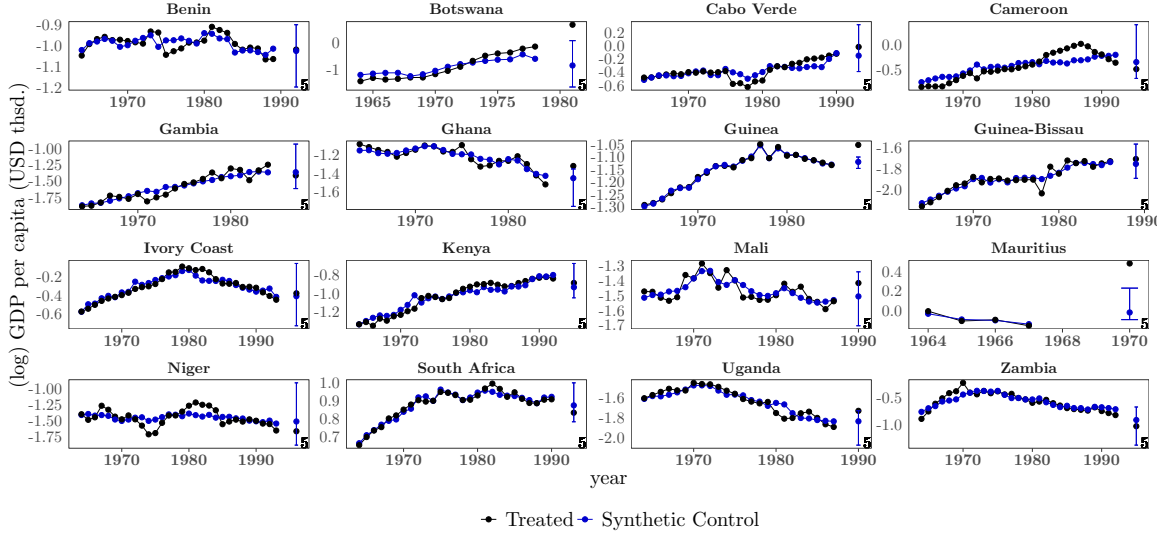 Benin Botswana Cabo Verde Cameroon
-0.9 -1.0 -1.1 -1.2
0 -1
0.2 0.0 -0.2 -0.4 -0.6
0.0 -0.5
1970 1980 1990
1964 1970 1975 1981
1970 1980 1990
1970 1980 1990
5 5 5 5
Gambia Ghana Guinea Guinea-Bissau
-1.00 -1.25 -1.50 -1.75
-1.2 -1.4 -1.6
-1.05 -1.10 -1.15 -1.20 -1.25 -1.30
-1.6 -2.0
1970 1980
1970 1980
1970 1980
1970 1980 1990
5 5 5 5
Ivory Coast Kenya Mali Mauritius
-0.2 -0.4 -0.6
-0.8 -1.0 -1.2
-1.3 -1.4 -1.5 -1.6 -1.7
0.4 0.2 0.0
1970 1980 1990
1970 1980 1990
1970 1980 1990
1964 1966 1968 1970
5 5 5 5
Niger South Africa Uganda Zambia
-1.00 -1.25 -1.50 -1.75
1.0 0.9 0.8 0.7
-1.6 -1.8 -2.0
-0.5 -1.0
1970 1980 1990
1970 1980 1990
1970 1980 1990
1970 1980 1990
5 5 5 5
(log) GDP per capita (USD thsd.)
year
Treated Synthetic Control